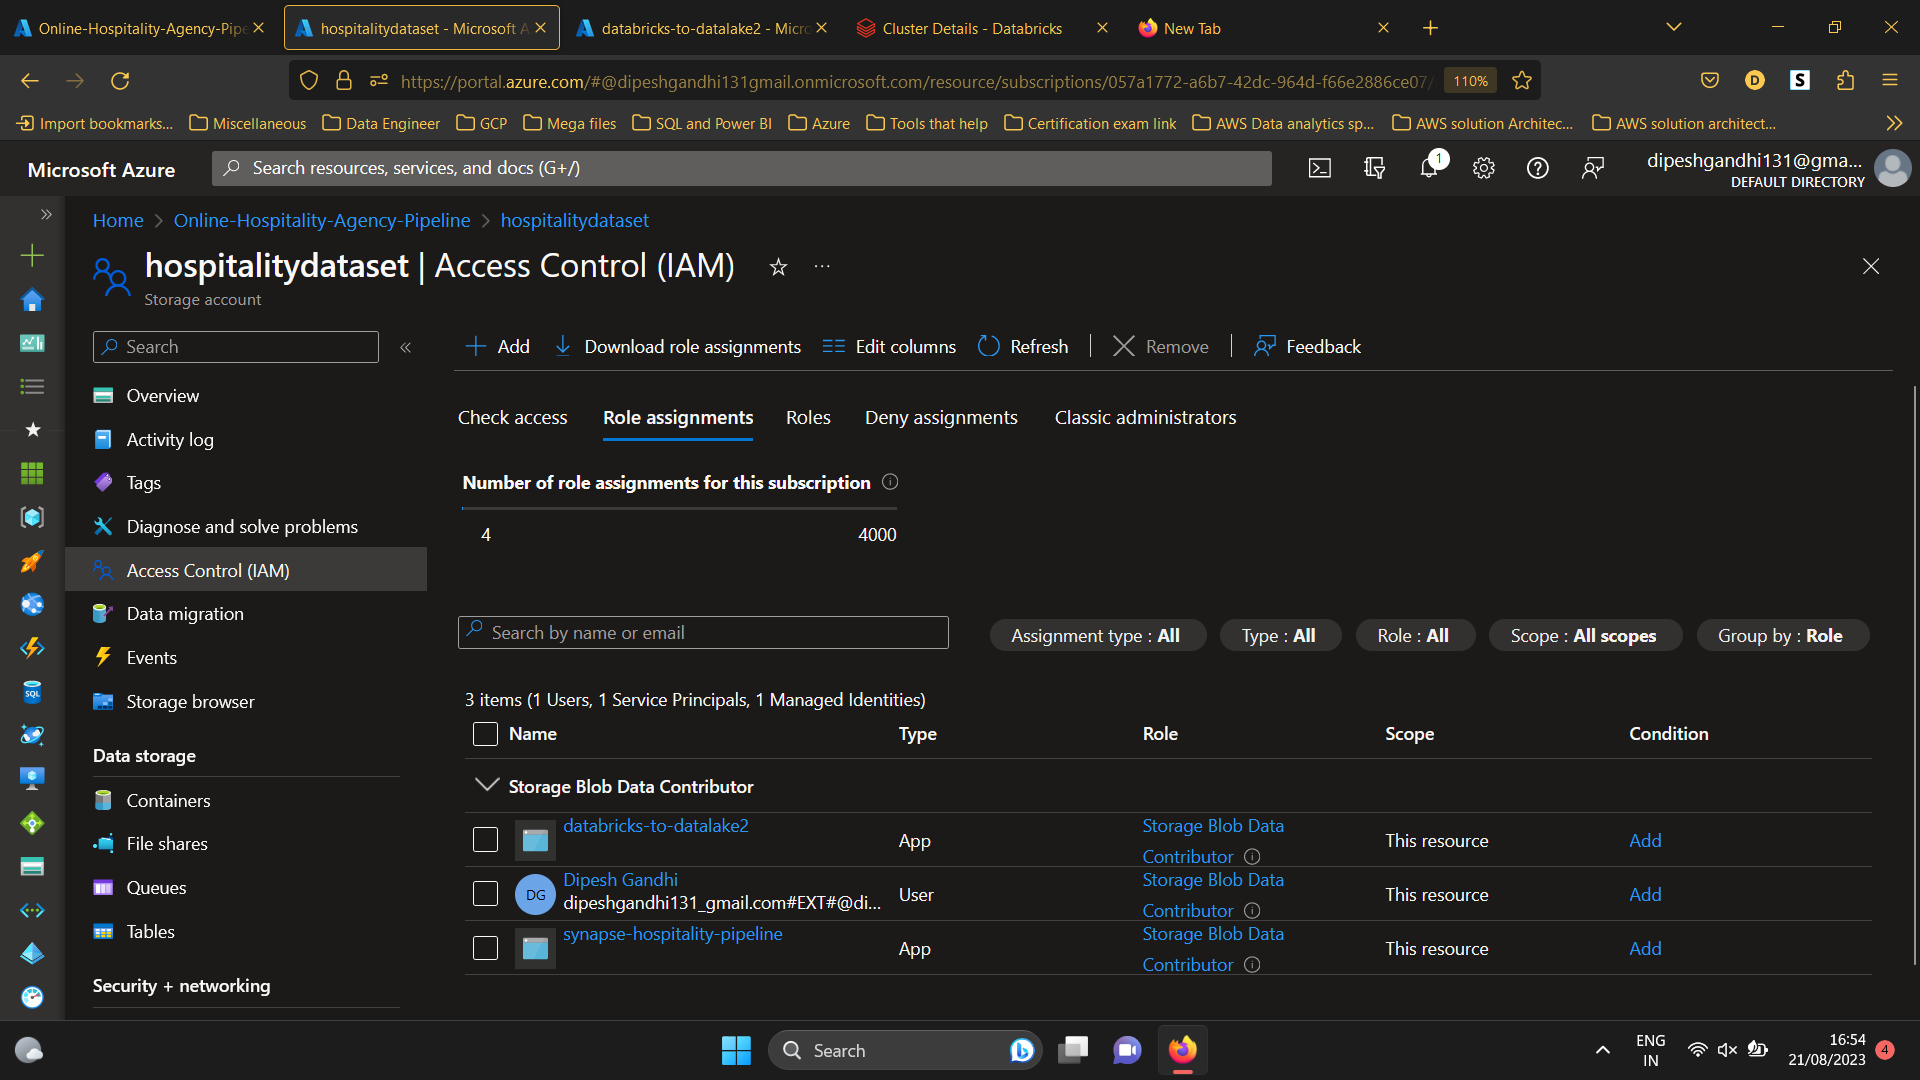 Online-Hospitality-Agency-Pipe
hospitalitydataset - Microsoft A
databricks-to-datalake2 - Micro
Cluster Details - Databricks
New Tab
https://portal.azure.com/#@dipeshgandhi131gmail.onmicrosoft.com/resource/subscriptions/057a1772-a6b7-42dc-964d-f66e2886ce07/
110%
D
S
Import bookmarks...
Miscellaneous
Data Engineer
GCP
Mega files
SQL and Power BI
Azure
Tools that help
Certification exam link
AWS Data analytics sp...
AWS solution Architec...
AWS solution architect...
Microsoft Azure
Search resources, services, and docs (G+/)
1
dipeshgandhi131@gma...
DEFAULT DIRECTORY
Home > Online-Hospitality-Agency-Pipeline > hospitalitydataset
hospitalitydataset | Access Control (IAM)
Storage account
Search
Overview
Activity log
Tags
Diagnose and solve problems
Access Control (IAM)
Data migration
Events
Storage browser
Data storage
Containers
File shares
Queues
Tables
Security + networking
SQL
Add
Download role assignments
Edit columns
Refresh
Remove
Feedback
Check access
Role assignments
Roles
Deny assignments
Classic administrators
Number of role assignments for this subscription
4
4000
Search by name or email
Assignment type : All
Type : All
Role : All
Scope : All scopes
Group by : Role
3 items (1 Users, 1 Service Principals, 1 Managed Identities)
Name
Type
Role
Scope
Condition
Storage Blob Data Contributor
databricks-to-datalake2
App
Storage Blob Data
Contributor
This resource
Add
DG
Dipesh Gandhi
dipeshgandhi131_gmail.com#EXT#@di...
User
Storage Blob Data
Contributor
This resource
Add
synapse-hospitality-pipeline
App
Storage Blob Data
Contributor
This resource
Add
Search
ENG
IN
16:54
21/08/2023
4